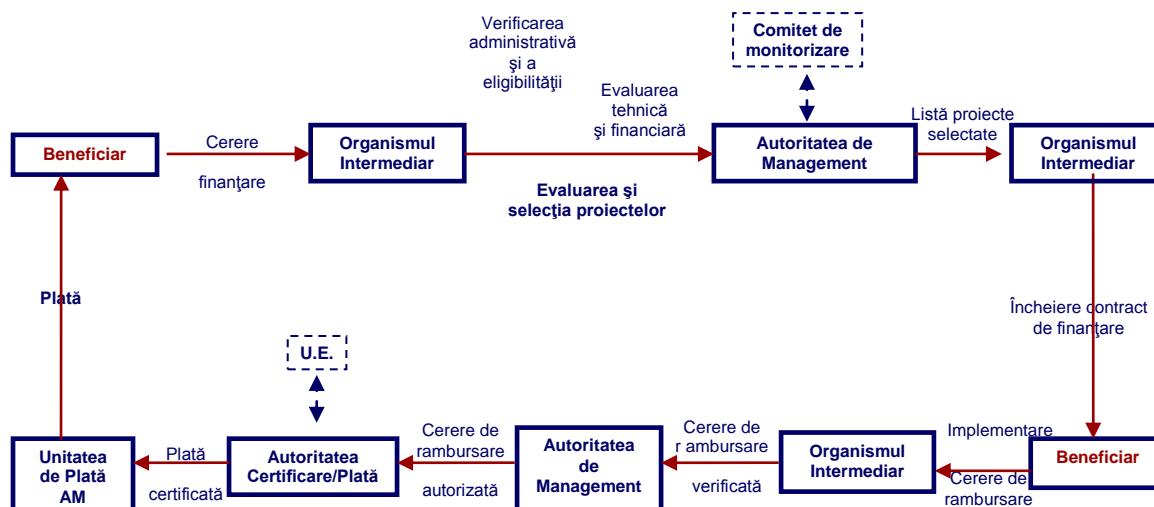 Verificarea
administrativă
şi a
eligibilităţii
Comitet de
monitorizare
Evaluarea
tehnică
şi financiară
Listă proiecte
selectate
Beneficiar
Cerere
finanţare
Organismul
Intermediar
Autoritatea de
Management
Organismul
Intermediar
Evaluarea şi
selecţia proiectelor
Plată
Încheiere contract
de finanţare
U.E.
Unitatea
de Plată
AM
Plată
certificată
Autoritatea
Certificare/Plată
Cerere de
rambursare
autorizată
Autoritatea
de
Management
Cerere de
r ambursare
verificată
Organismul
Intermediar
Implementare
Cerere de
rambursare
Beneficiar